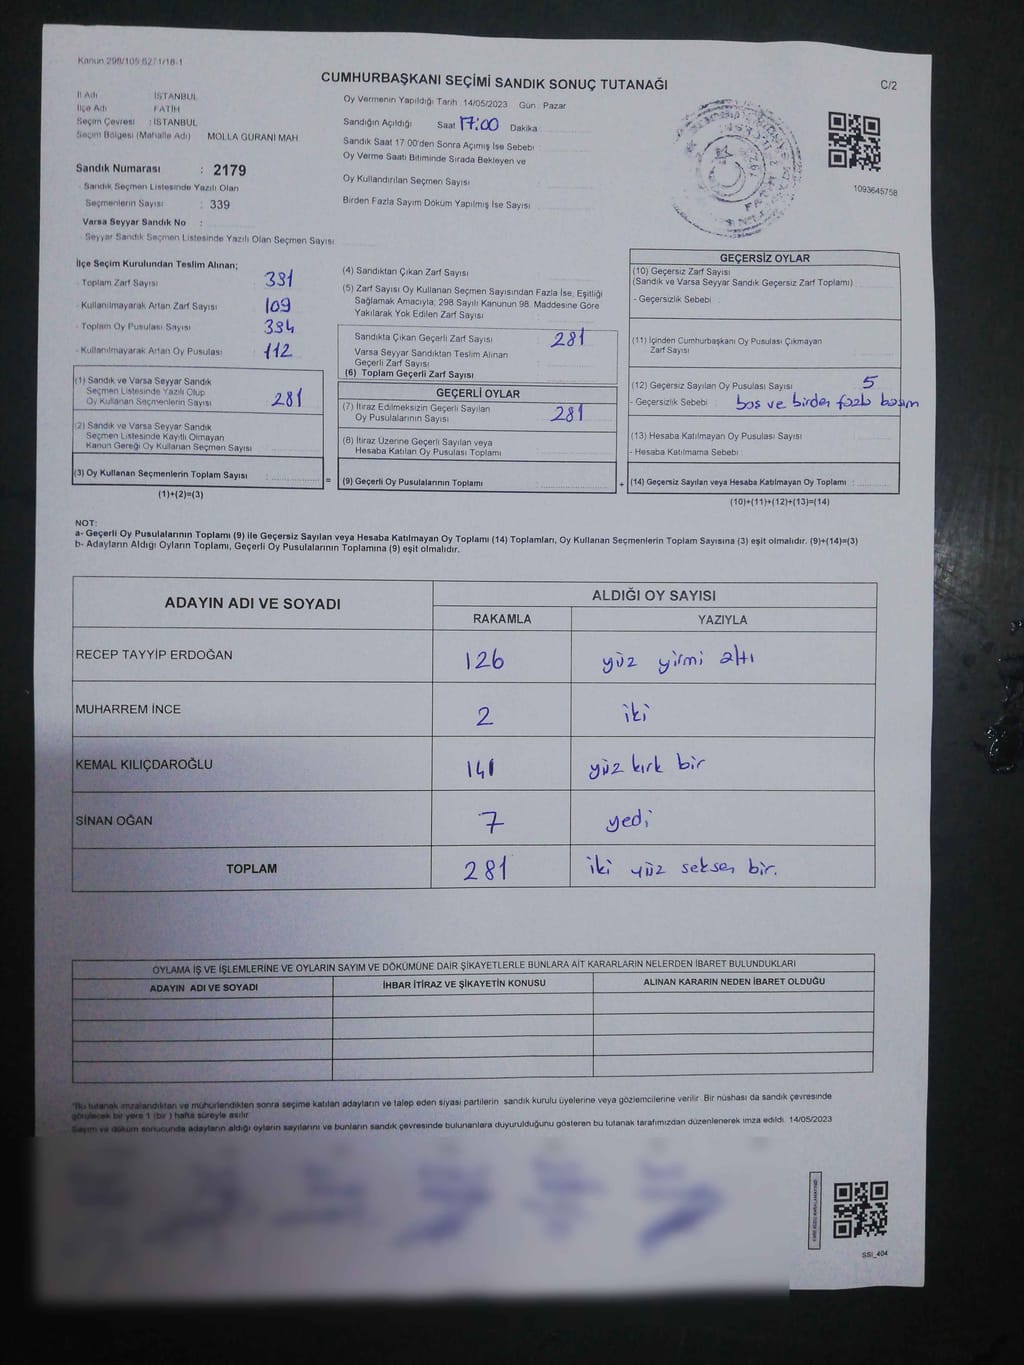 Kanun 298/105 62/1/18-1
CUMHURBAŞKANI SEÇİMİ SANDIK SONUÇ TUTANAĞI
C/2
İl Adı : İSTANBUL
İlçe Adı : FATİH
Seçim Çevresi : İSTANBUL
Seçim Bölgesi (Mahalle Adı) MOLLA GURANİ MAH
Sandık Numarası : 2179
- Sandık Seçmen Listesinde Yazılı Olan
Seçmenlerin Sayısı : 339
Varsa Seyyar Sandık No :
- Seyyar Sandık Seçmen Listesinde Yazılı Olan Seçmen Sayısı
Oy Vermenin Yapıldığı Tarih 14/05/2023 Gün : Pazar
Sandığın Açıldığı Saat 17:00 Dakika
Sandık Saat 17.00'den Sonra Açılmış İse Sebebi
Oy Verme Saati Bitiminde Sırada Bekleyen ve
Oy Kullandırılan Seçmen Sayısı
Birden Fazla Sayım Döküm Yapılmış İse Sayısı
1093645758
İlçe Seçim Kurulundan Teslim Alınan;
- Toplam Zarf Sayısı 391
- Kullanılmayarak Artan Zarf Sayısı 109
- Toplam Oy Pusulası Sayısı 394
- Kullanılmayarak Artan Oy Pusulası 112
(1) Sandık ve Varsa Seyyar Sandık
Seçmen Listesinde Yazılı Olup
Oy Kullanan Seçmenlerin Sayısı 281
(2) Sandık ve Varsa Seyyar Sandık
Seçmen Listesinde Kayıtlı Olmayan
Kanun Gereği Oy Kullanan Seçmen Sayısı
(3) Oy Kullanan Seçmenlerin Toplam Sayısı :
(1)+(2)=(3)
=
(4) Sandıktan Çıkan Zarf Sayısı
(5) Zarf Sayısı Oy Kullanan Seçmen Sayısından Fazla İse, Eşitliği
Sağlamak Amacıyla, 298 Sayılı Kanunun 98. Maddesine Göre
Yakılarak Yok Edilen Zarf Sayısı
Sandıkta Çıkan Geçerli Zarf Sayısı 281
Varsa Seyyar Sandıktan Teslim Alınan
Geçerli Zarf Sayısı
(6) Toplam Geçerli Zarf Sayısı
GEÇERLİ OYLAR
(7) İtiraz Edilmeksizin Geçerli Sayılan
Oy Pusulalarının Sayısı 281
(8) İtiraz Üzerine Geçerli Sayılan veya
Hesaba Katılan Oy Pusulası Toplamı
(9) Geçerli Oy Pusulalarının Toplamı
+
GEÇERSİZ OYLAR
(10) Geçersiz Zarf Sayısı
(Sandık ve Varsa Seyyar Sandık Geçersiz Zarf Toplamı)
- Geçersizlik Sebebi
(11) İçinden Cumhurbaşkanı Oy Pusulası Çıkmayan
Zarf Sayısı
(12) Geçersiz Sayılan Oy Pusulası Sayısı 5
- Geçersizlik Sebebi : boş ve birden fazla basım
(13) Hesaba Katılmayan Oy Pusulası Sayısı
- Hesaba Katılmama Sebebi
(14) Geçersiz Sayılan veya Hesaba Katılmayan Oy Toplamı :
(10)+(11)+(12)+(13)=(14)
NOT:
a- Geçerli Oy Pusulalarının Toplamı (9) ile Geçersiz Sayılan veya Hesaba Katılmayan Oy Toplamı (14) Toplamları, Oy Kullanan Seçmenlerin Toplam Sayısına (3) eşit olmalıdır. (9)+(14)=(3)
b- Adayların Aldığı Oyların Toplamı, Geçerli Oy Pusulalarının Toplamına (9) eşit olmalıdır.
ADAYIN ADI VE SOYADI
ALDIĞI OY SAYISI
RAKAMLA YAZIYLA
RECEP TAYYİP ERDOĞAN 126 yüz yirmi altı
MUHARREM İNCE 2 iki
KEMAL KILIÇDAROĞLU 141 yüz kırk bir
SİNAN OĞAN 7 yedi
TOPLAM 281 iki yüz seksen bir.
OYLAMA İŞ VE İŞLEMLERİNE VE OYLARIN SAYIM VE DÖKÜMÜNE DAİR ŞİKAYETLERLE BUNLARA AİT KARARLARIN NELERDEN İBARET BULUNDUKLARI
ADAYIN ADI VE SOYADI İHBAR İTİRAZ VE ŞİKAYETİN KONUSU ALINAN KARARIN NEDEN İBARET OLDUĞU
*Bu tutanak imzalandıktan ve mühürlendikten sonra seçime katılan adayların ve talep eden siyasi partilerin sandık kurulu üyelerine veya gözlemcilerine verilir. Bir nüshası da sandık çevresinde
görülecek bir yere 1 (bir) hafta süreyle asılır
Sayım ve döküm sonucunda adayların aldığı oyların sayılarını ve bunların sandık çevresinde bulunanlara duyurulduğunu gösteren bu tutanak tarafımızdan düzenlenerek imza edildi. 14/05/2023
SSI_404